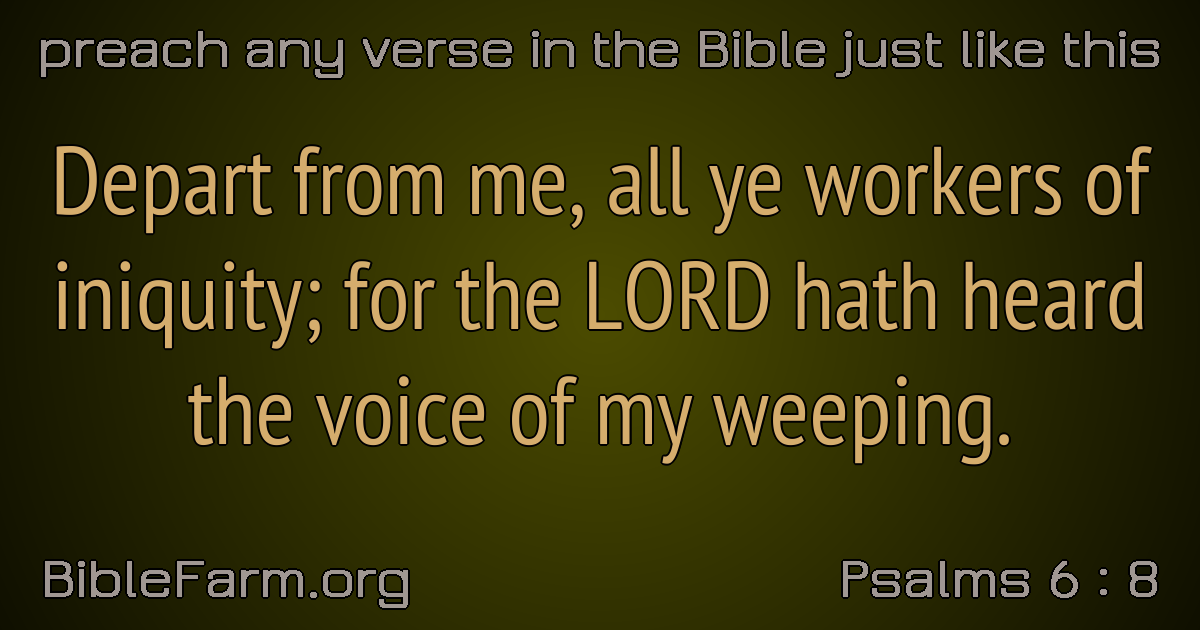 preach any verse in the Bible just like this
Depart from me, all ye workers of
iniquity; for the LORD hath heard
the voice of my weeping.
BibleFarm.org
Psalms 6 : 8